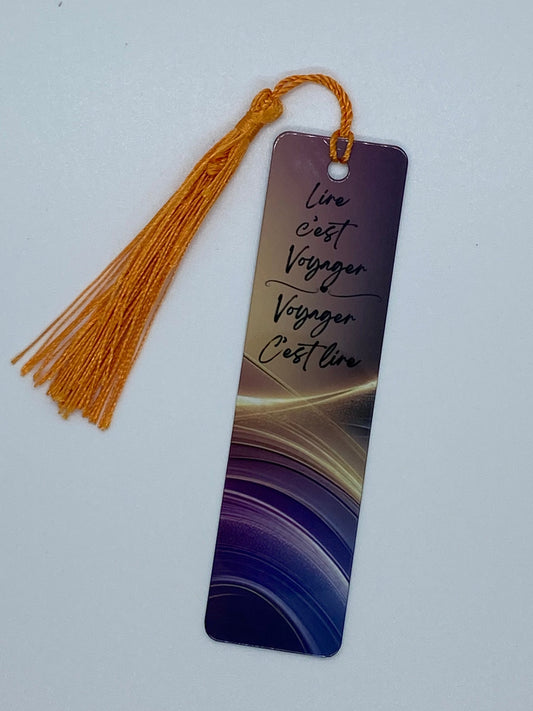 Lire
c'est
Voyager
Voyager
C'est lire